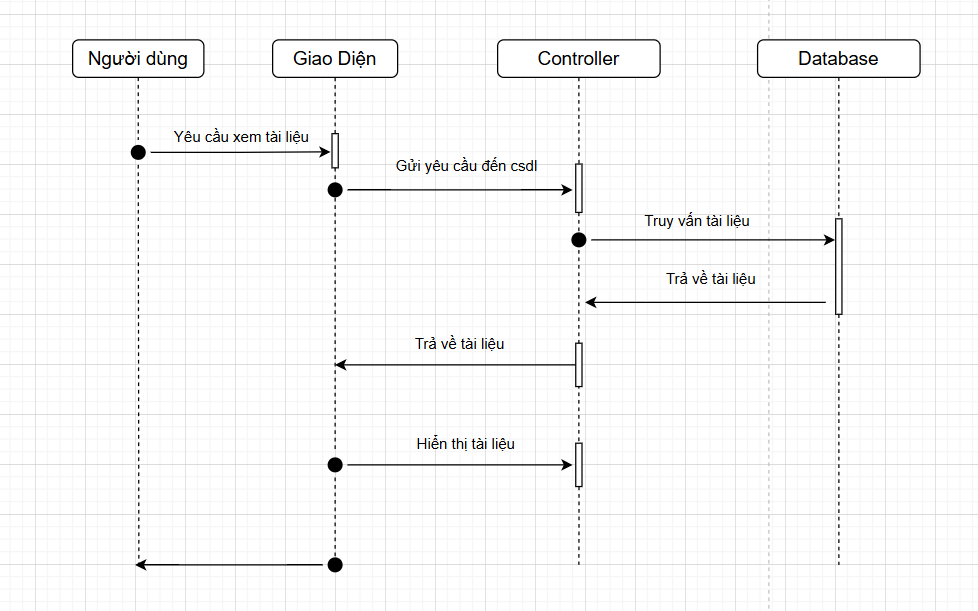 Người dùng
Giao Diện
Controller
Database
Yêu cầu xem tài liệu
Gửi yêu cầu đến csdl
Truy vấn tài liệu
Trả về tài liệu
Trả về tài liệu
Hiển thị tài liệu